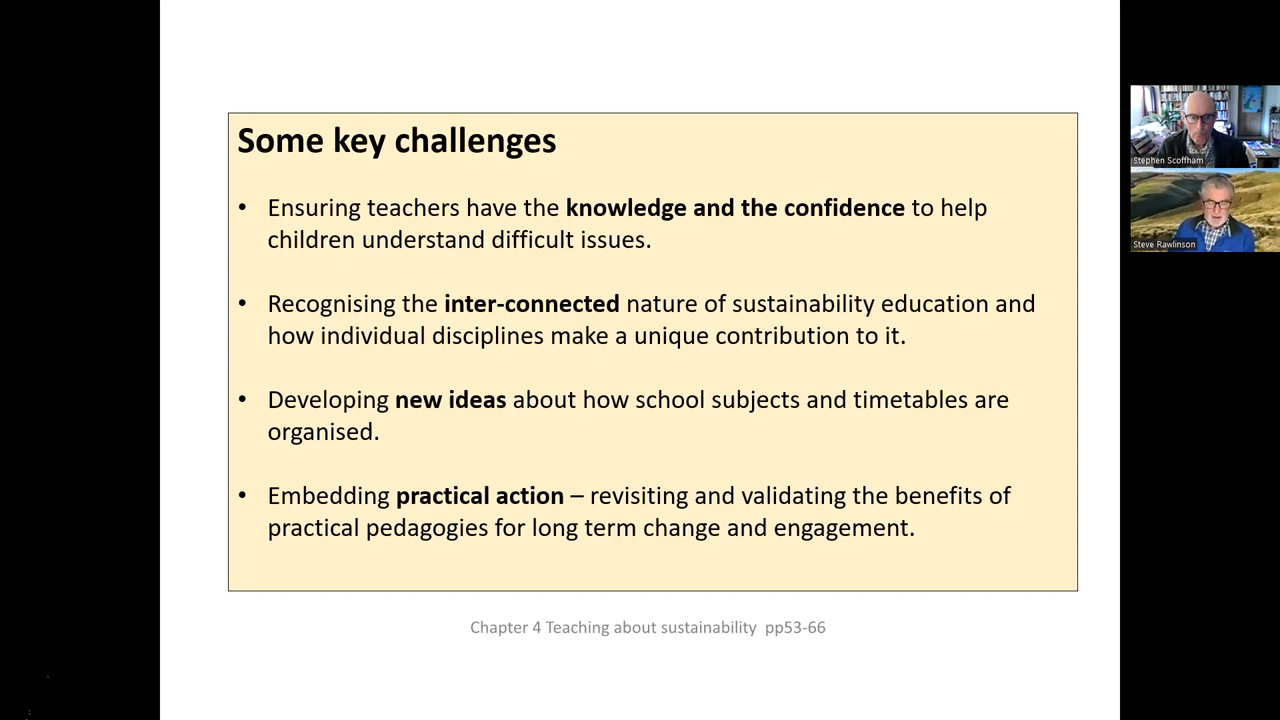 Some key challenges
• Ensuring teachers have the knowledge and the confidence to help
children understand difficult issues.
• Recognising the inter-connected nature of sustainability education and
how individual disciplines make a unique contribution to it.
• Developing new ideas about how school subjects and timetables are
organised.
• Embedding practical action – revisiting and validating the benefits of
practical pedagogies for long term change and engagement.
Chapter 4 Teaching about sustainability pp53-66
Stephen Scoffham
Steve Rawlinson